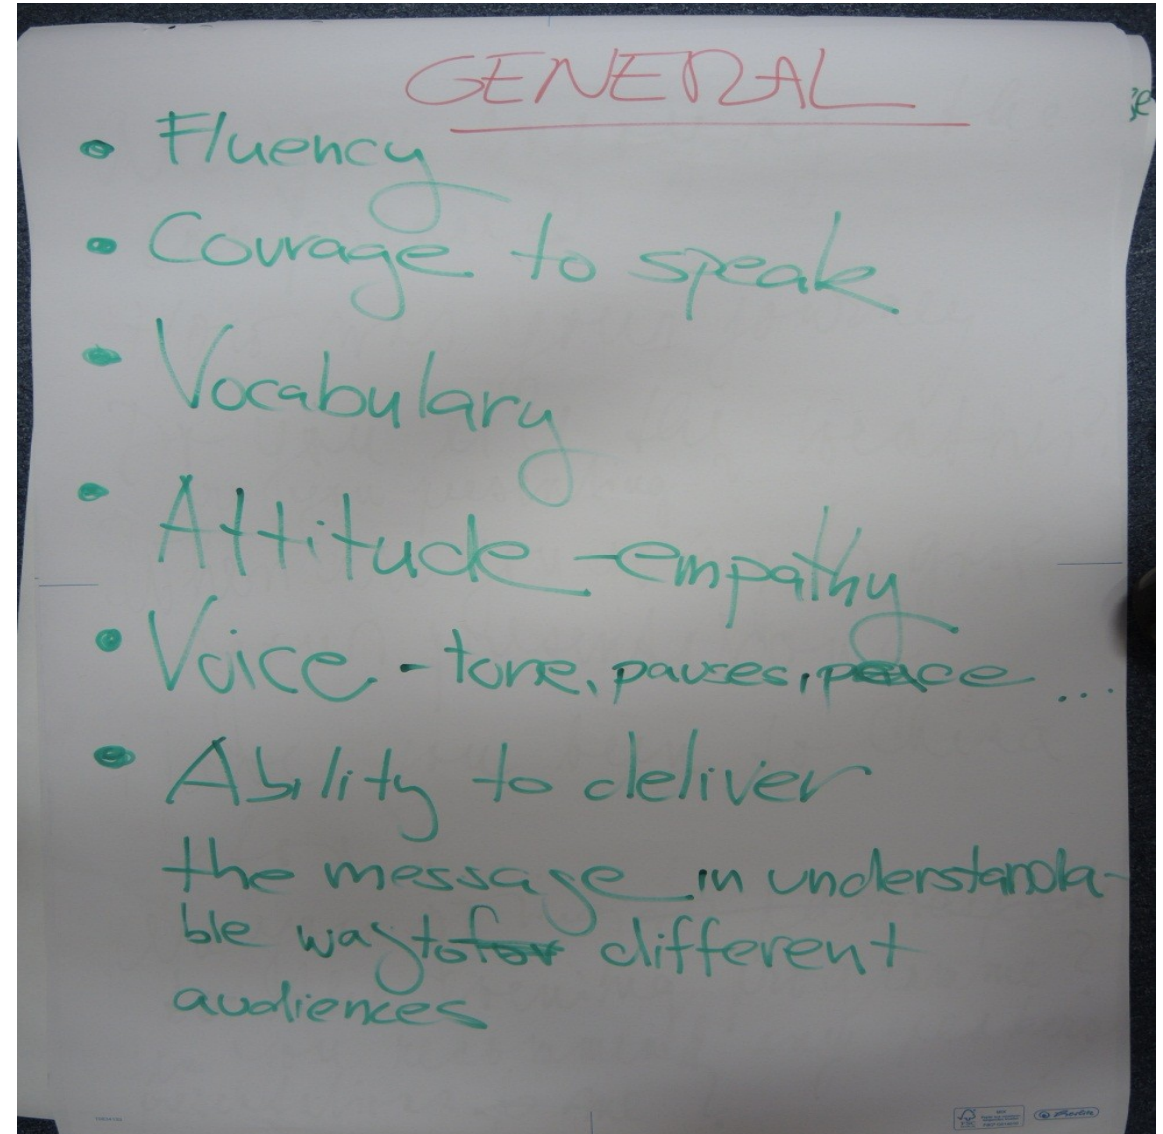 GENERAL
• Fluency
• Courage to speak
• Vocabulary
• Attitude - empathy
• Voice - tone, pauses, pace ...
• Ability to deliver
the message in understanda-
ble way to for different
audiences